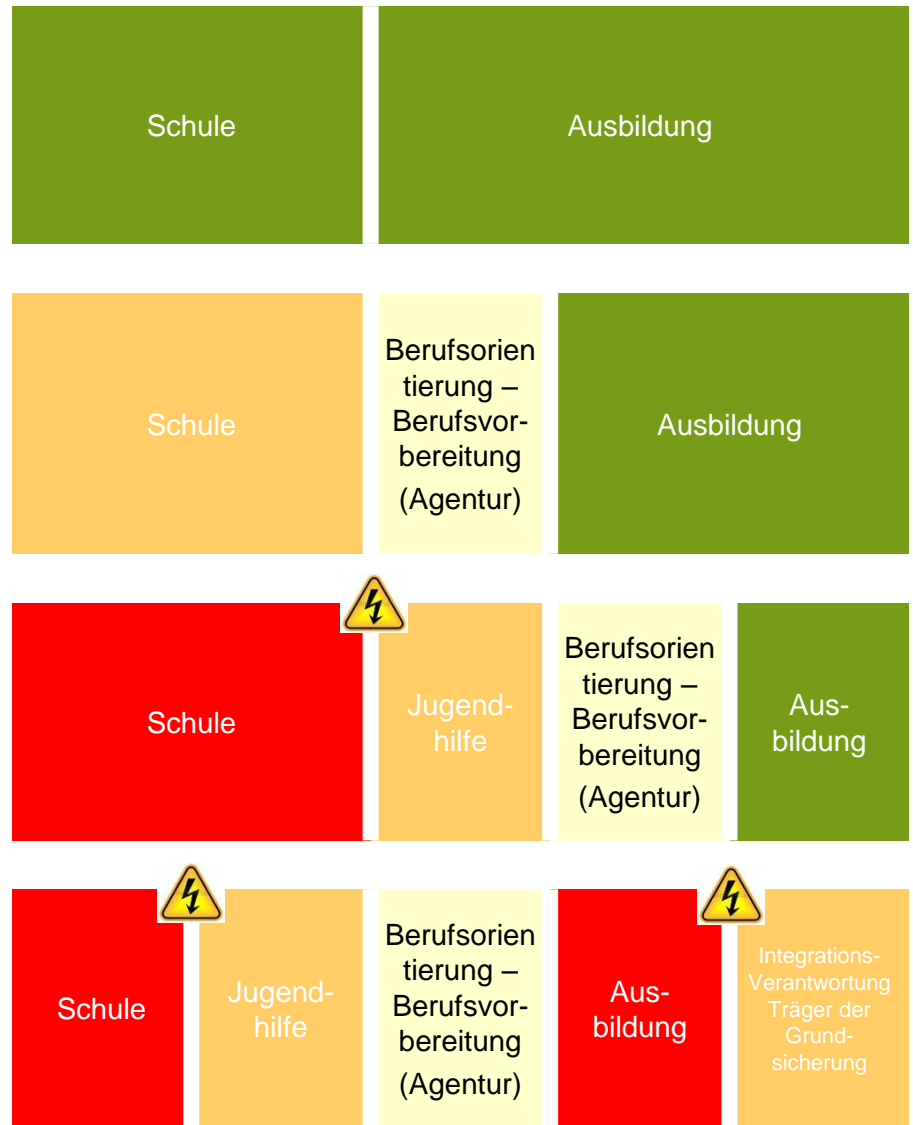 Schule
Ausbildung
Schule
Berufsorien
tierung –
Berufsvor-
bereitung
(Agentur)
Ausbildung
Schule
Jugend-
hilfe
Berufsorien
tierung –
Berufsvor-
bereitung
(Agentur)
Aus-
bildung
Schule
Jugend-
hilfe
Berufsorien
tierung –
Berufsvor-
bereitung
(Agentur)
Aus-
bildung
Integrations-
Verantwortung
Träger der
Grund-
sicherung